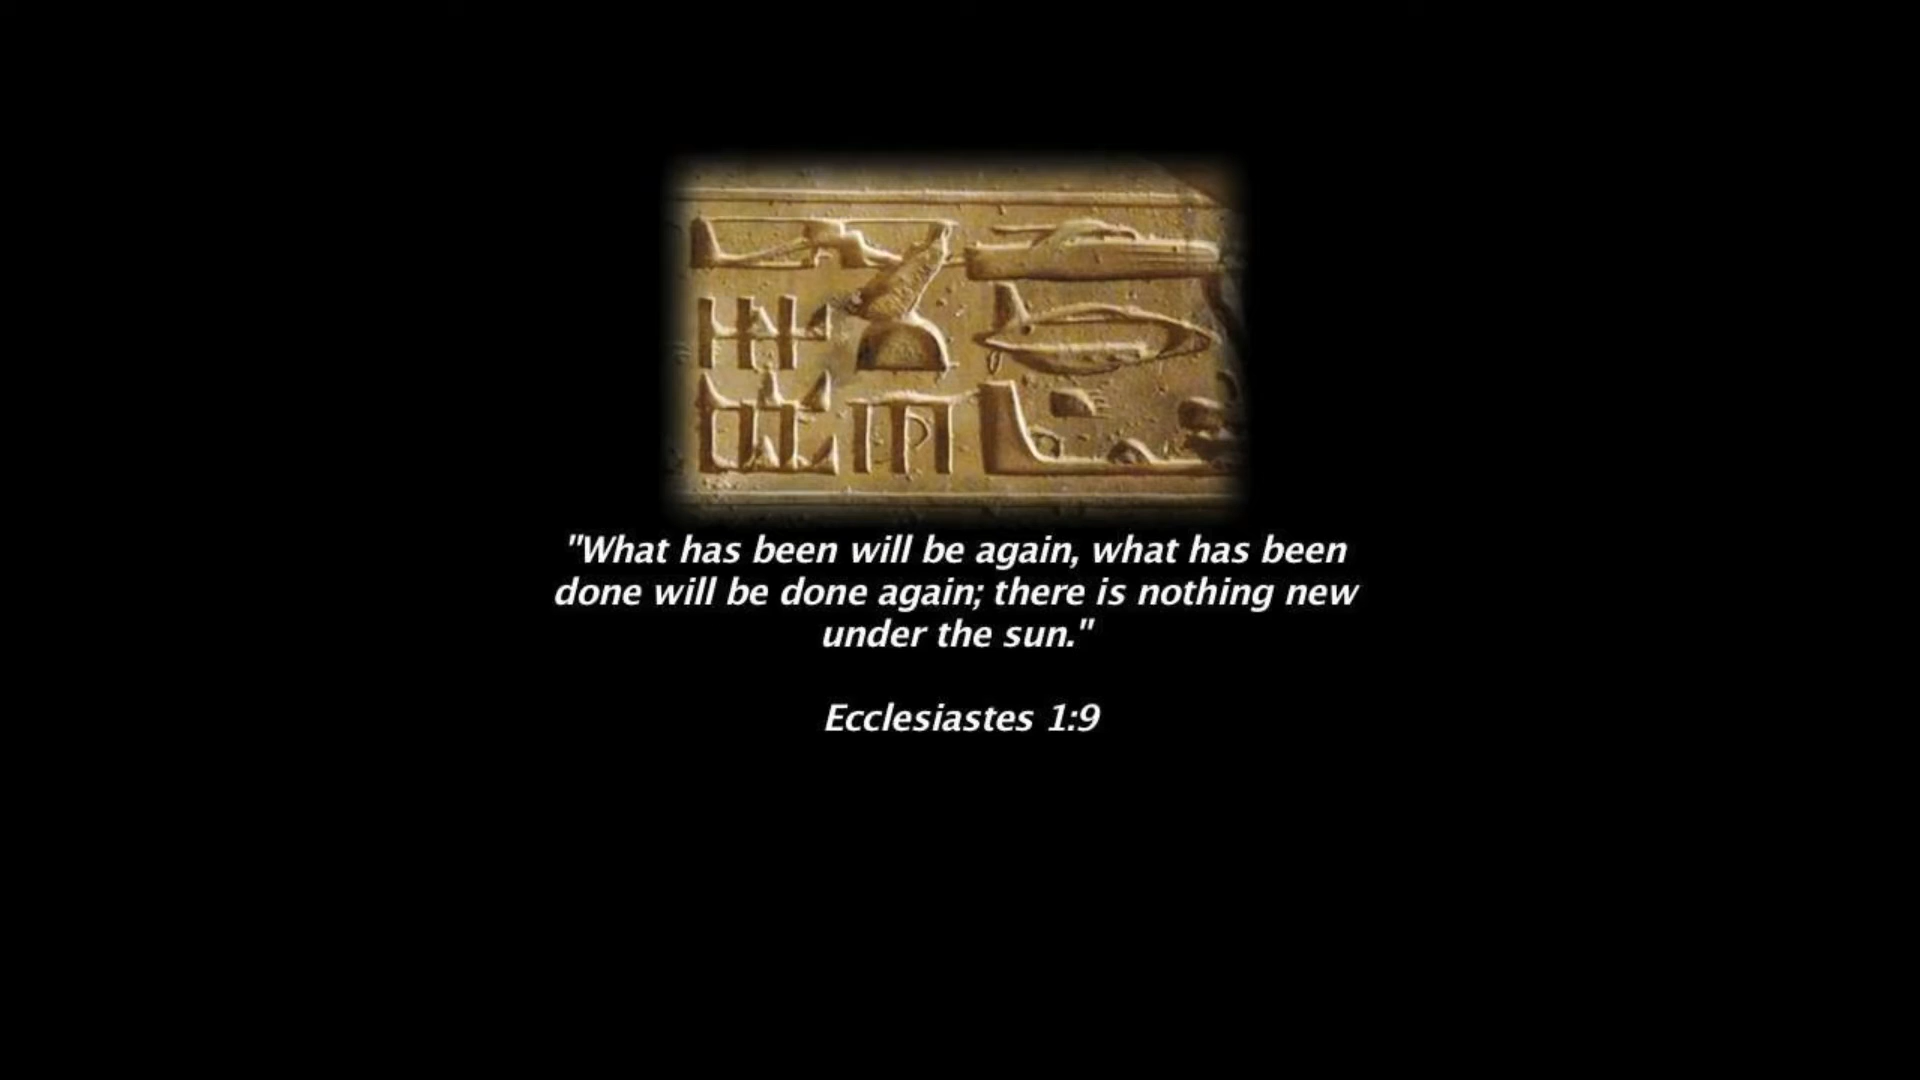 "What has been will be again, what has been
done will be done again; there is nothing new
under the sun."
Ecclesiastes 1:9